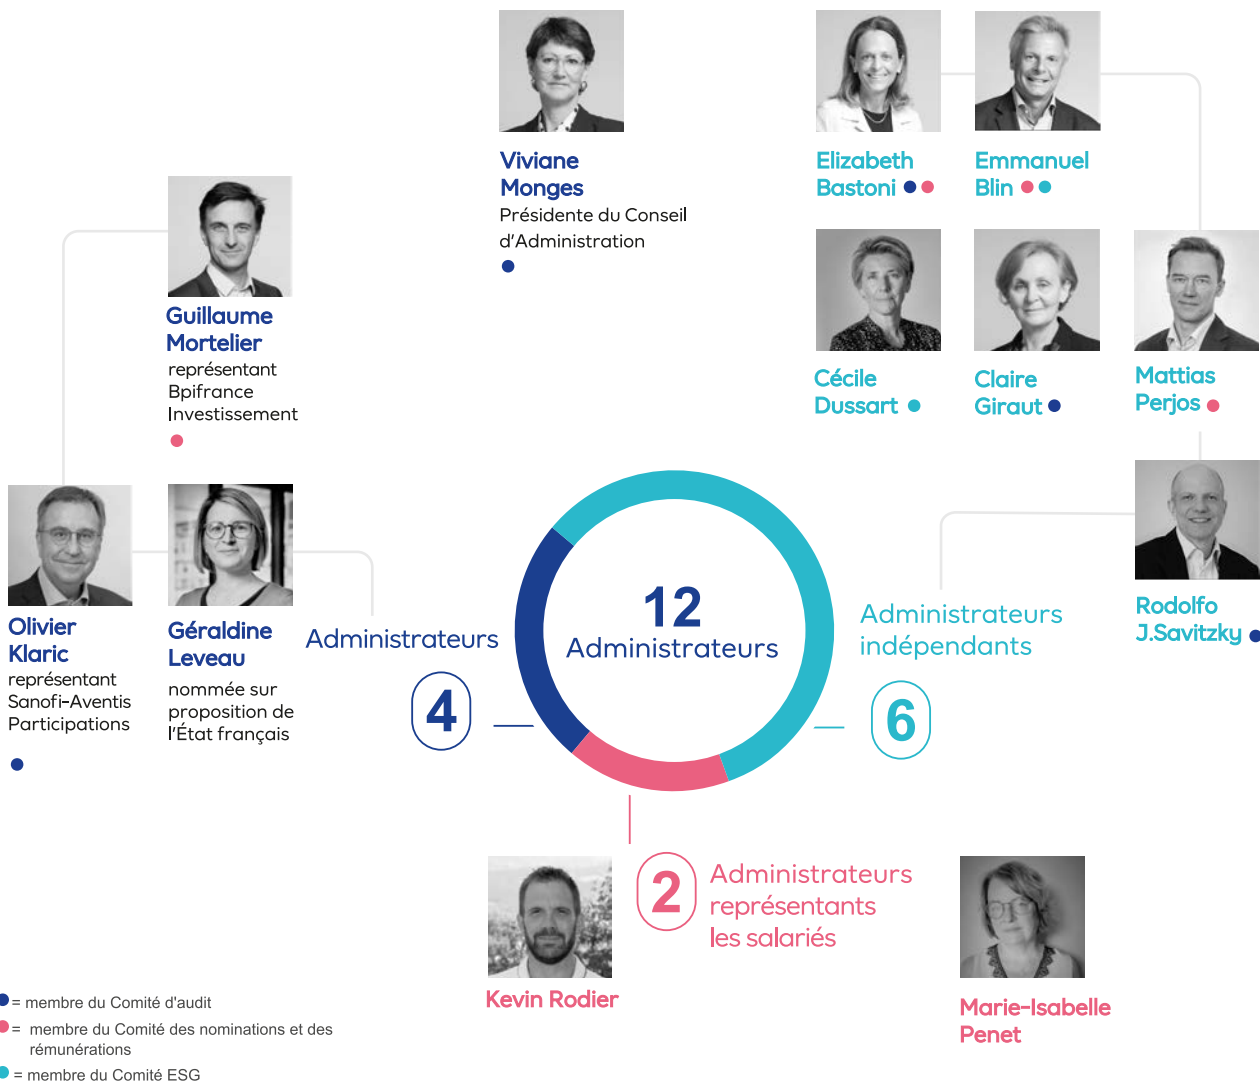 Viviane
Monges
Présidente du Conseil
d'Administration
Elizabeth
Bastoni
Emmanuel
Blin
Guillaume
Mortelier
représentant
Bpifrance
Investissement
Cécile
Dussart
Claire
Giraut
Mattias
Perjos
Olivier
Klaric
représentant
Sanofi-Aventis
Participations
Géraldine
Leveau
nommée sur
proposition de
l'État français
Administrateurs
4
12
Administrateurs
Administrateurs
indépendants
6
Rodolfo
J.Savitzky
2
Administrateurs
représentants
les salariés
Kevin Rodier
Marie-Isabelle
Penet
= membre du Comité d'audit
= membre du Comité des nominations et des
rémunérations
= membre du Comité ESG